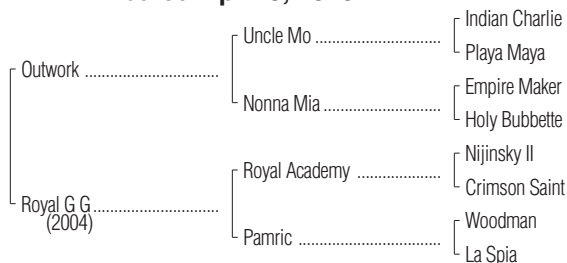 Indian Charlie
Uncle Mo
Playa Maya
Outwork
Empire Maker
Nonna Mia
Holy Bubbette
Nijinsky II
Royal Academy
Crimson Saint
Royal G G
(2004)
Woodman
Pamric
La Spia